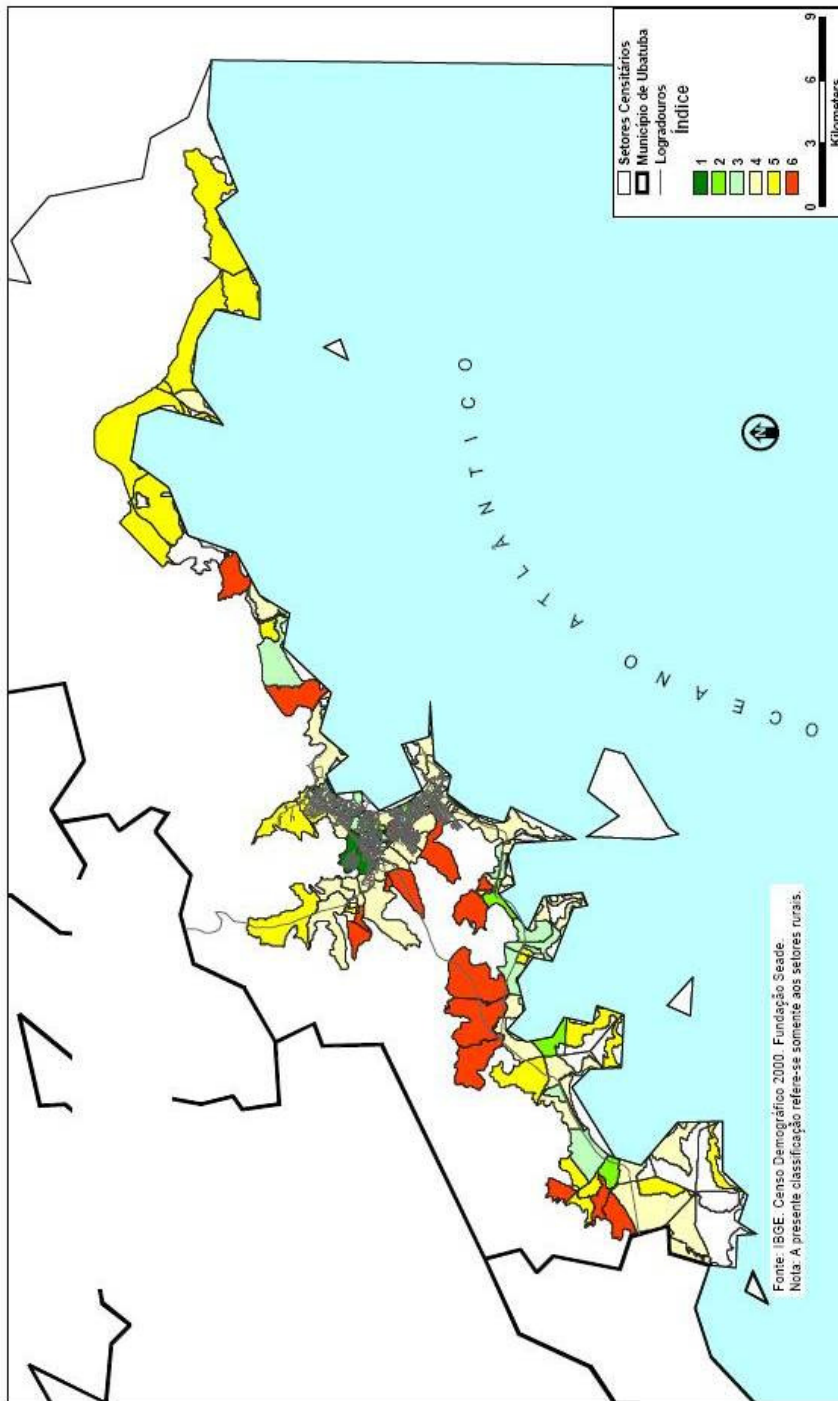 Setores Censitários
Município de Ubatuba
Logradouros
Índice
1
2
3
4
5
6
0 3 6 9
Kilometers
OCEANO ATLÂNTICO
N
Fonte: IBGE. Censo Demográfico 2000. Fundação Seade.
Nota: A presente classificação refere-se somente aos setores rurais.